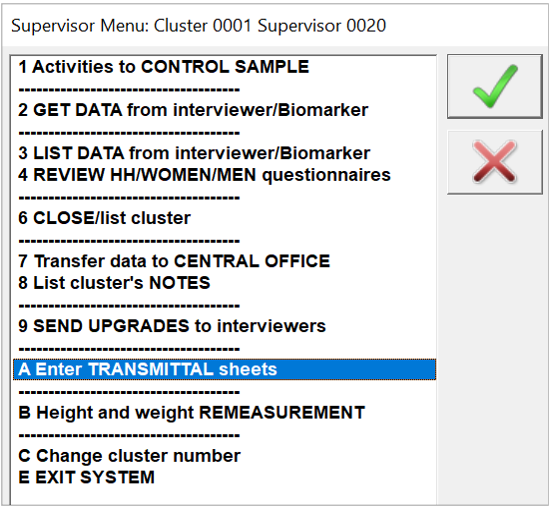 Supervisor Menu: Cluster 0001 Supervisor 0020
1 Activities to CONTROL SAMPLE
---------------------------------------
2 GET DATA from interviewer/Biomarker
---------------------------------------
3 LIST DATA from interviewer/Biomarker
4 REVIEW HH/WOMEN/MEN questionnaires
---------------------------------------
6 CLOSE/list cluster
---------------------------------------
7 Transfer data to CENTRAL OFFICE
8 List cluster's NOTES
---------------------------------------
9 SEND UPGRADES to interviewers
---------------------------------------
A Enter TRANSMITTAL sheets
---------------------------------------
B Height and weight REMEASUREMENT
---------------------------------------
C Change cluster number
E EXIT SYSTEM